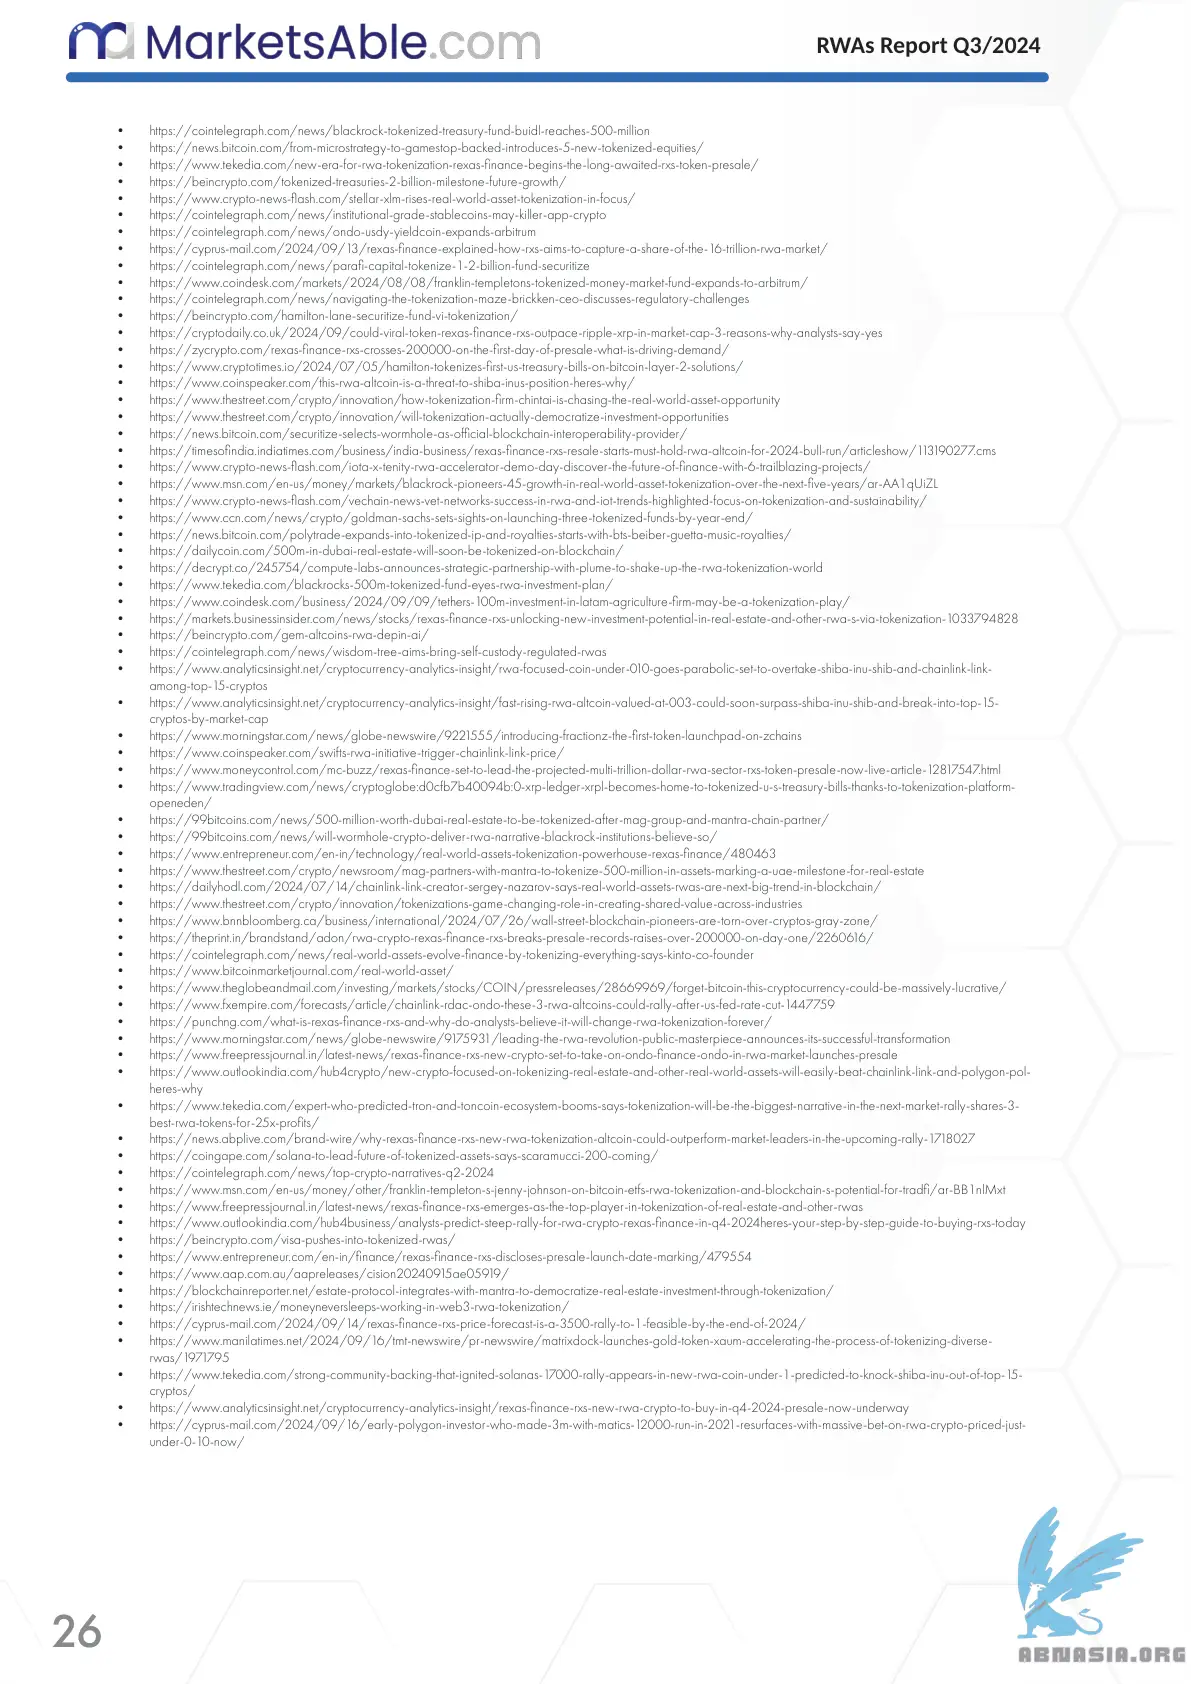 ma MarketsAble.com
RWAs Report Q3/2024
• https://cointelegraph.com/news/blackrock-tokenized-treasury-fund-buidl-reaches-500-million
• https://news.bitcoin.com/from-microstrategy-to-gamestop-backed-introduces-5-new-tokenized-equities/
• https://www.tekedia.com/new-era-for-rwa-tokenization-rexas-finance-begins-the-long-awaited-rxs-token-presale/
• https://beincrypto.com/tokenized-treasuries-2-billion-milestone-future-growth/
• https://www.crypto-news-flash.com/stellar-xlm-rises-real-world-asset-tokenization-in-focus/
• https://cointelegraph.com/news/institutional-grade-stablecoins-may-killer-app-crypto
• https://cointelegraph.com/news/ondo-usdy-yieldcoin-expands-arbitrum
• https://cyprus-mail.com/2024/09/13/rexas-finance-explained-how-rxs-aims-to-capture-a-share-of-the-16-trillion-rwa-market/
• https://cointelegraph.com/news/parafi-capital-tokenize-1-2-billion-fund-securitize
• https://www.coindesk.com/markets/2024/08/08/franklin-templetons-tokenized-money-market-fund-expands-to-arbitrum/
• https://cointelegraph.com/news/navigating-the-tokenization-maze-brickken-ceo-discusses-regulatory-challenges
• https://beincrypto.com/hamilton-lane-securitize-fund-vi-tokenization/
• https://cryptodaily.co.uk/2024/09/could-viral-token-rexas-finance-rxs-outpace-ripple-xrp-in-market-cap-3-reasons-why-analysts-say-yes
• https://zycrypto.com/rexas-finance-rxs-crosses-200000-on-the-first-day-of-presale-what-is-driving-demand/
• https://www.cryptotimes.io/2024/07/05/hamilton-tokenizes-first-us-treasury-bills-on-bitcoin-layer-2-solutions/
• https://www.coinspeaker.com/this-rwa-altcoin-is-a-threat-to-shiba-inus-position-heres-why/
• https://www.thestreet.com/crypto/innovation/how-tokenization-firm-chintai-is-chasing-the-real-world-asset-opportunity
• https://www.thestreet.com/crypto/innovation/will-tokenization-actually-democratize-investment-opportunities
• https://news.bitcoin.com/securitize-selects-wormhole-as-official-blockchain-interoperability-provider/
• https://timesofindia.indiatimes.com/business/india-business/rexas-finance-rxs-resale-starts-must-hold-rwa-altcoin-for-2024-bull-run/articleshow/113190277.cms
• https://www.crypto-news-flash.com/iota-x-tenity-rwa-accelerator-demo-day-discover-the-future-of-finance-with-6-trailblazing-projects/
• https://www.msn.com/en-us/money/markets/blackrock-pioneers-45-growth-in-real-world-asset-tokenization-over-the-next-five-years/ar-AA1qUiZL
• https://www.crypto-news-flash.com/vechain-news-vet-networks-success-in-rwa-and-iot-trends-highlighted-focus-on-tokenization-and-sustainability/
• https://www.ccn.com/news/crypto/goldman-sachs-sets-sights-on-launching-three-tokenized-funds-by-year-end/
• https://news.bitcoin.com/polytrade-expands-into-tokenized-ip-and-royalties-starts-with-bts-beiber-guetta-music-royalties/
• https://dailycoin.com/500m-in-dubai-real-estate-will-soon-be-tokenized-on-blockchain/
• https://decrypt.co/245754/compute-labs-announces-strategic-partnership-with-plume-to-shake-up-the-rwa-tokenization-world
• https://www.tekedia.com/blackrocks-500m-tokenized-fund-eyes-rwa-investment-plan/
• https://www.coindesk.com/business/2024/09/09/tethers-100m-investment-in-latam-agriculture-firm-may-be-a-tokenization-play/
• https://markets.businessinsider.com/news/stocks/rexas-finance-rxs-unlocking-new-investment-potential-in-real-estate-and-other-rwa-s-via-tokenization-1033794828
• https://beincrypto.com/gem-altcoins-rwa-depin-ai/
• https://cointelegraph.com/news/wisdom-tree-aims-bring-self-custody-regulated-rwas
• https://www.analyticsinsight.net/cryptocurrency-analytics-insight/rwa-focused-coin-under-010-goes-parabolic-set-to-overtake-shiba-inu-shib-and-chainlink-link-
among-top-15-cryptos
• https://www.analyticsinsight.net/cryptocurrency-analytics-insight/fast-rising-rwa-altcoin-valued-at-003-could-soon-surpass-shiba-inu-shib-and-break-into-top-15-
cryptos-by-market-cap
• https://www.morningstar.com/news/globe-newswire/9221555/introducing-fractionz-the-first-token-launchpad-on-zchains
• https://www.coinspeaker.com/swifts-rwa-initiative-trigger-chainlink-link-price/
• https://www.moneycontrol.com/mc-buzz/rexas-finance-set-to-lead-the-projected-multi-trillion-dollar-rwa-sector-rxs-token-presale-now-live-article-12817547.html
• https://www.tradingview.com/news/cryptoglobe:d0cfb7b40094b:0-xrp-ledger-xrpl-becomes-home-to-tokenized-u-s-treasury-bills-thanks-to-tokenization-platform-
openeden/
• https://99bitcoins.com/news/500-million-worth-dubai-real-estate-to-be-tokenized-after-mag-group-and-mantra-chain-partner/
• https://99bitcoins.com/news/will-wormhole-crypto-deliver-rwa-narrative-blackrock-institutions-believe-so/
• https://www.entrepreneur.com/en-in/technology/real-world-assets-tokenization-powerhouse-rexas-finance/480463
• https://www.thestreet.com/crypto/newsroom/mag-partners-with-mantra-to-tokenize-500-million-in-assets-marking-a-uae-milestone-for-real-estate
• https://dailyhodl.com/2024/07/14/chainlink-link-creator-sergey-nazarov-says-real-world-assets-rwas-are-next-big-trend-in-blockchain/
• https://www.thestreet.com/crypto/innovation/tokenizations-game-changing-role-in-creating-shared-value-across-industries
• https://www.bnnbloomberg.ca/business/international/2024/07/26/wall-street-blockchain-pioneers-are-torn-over-cryptos-gray-zone/
• https://theprint.in/brandstand/adon/rwa-crypto-rexas-finance-rxs-breaks-presale-records-raises-over-200000-on-day-one/2260616/
• https://cointelegraph.com/news/real-world-assets-evolve-finance-by-tokenizing-everything-says-kinto-co-founder
• https://www.bitcoinmarketjournal.com/real-world-asset/
• https://www.theglobeandmail.com/investing/markets/stocks/COIN/pressreleases/28669969/forget-bitcoin-this-cryptocurrency-could-be-massively-lucrative/
• https://www.fxempire.com/forecasts/article/chainlink-rdac-ondo-these-3-rwa-altcoins-could-rally-after-us-fed-rate-cut-1447759
• https://punchng.com/what-is-rexas-finance-rxs-and-why-do-analysts-believe-it-will-change-rwa-tokenization-forever/
• https://www.morningstar.com/news/globe-newswire/9175931/leading-the-rwa-revolution-public-masterpiece-announces-its-successful-transformation
• https://www.freepressjournal.in/latest-news/rexas-finance-rxs-new-crypto-set-to-take-on-ondo-finance-ondo-in-rwa-market-launches-presale
• https://www.outlookindia.com/hub4crypto/new-crypto-focused-on-tokenizing-real-estate-and-other-real-world-assets-will-easily-beat-chainlink-link-and-polygon-pol-
heres-why
• https://www.tekedia.com/expert-who-predicted-tron-and-toncoin-ecosystem-booms-says-tokenization-will-be-the-biggest-narrative-in-the-next-market-rally-shares-3-
best-rwa-tokens-for-25x-profits/
• https://news.abplive.com/brand-wire/why-rexas-finance-rxs-new-rwa-tokenization-altcoin-could-outperform-market-leaders-in-the-upcoming-rally-1718027
• https://coingape.com/solana-to-lead-future-of-tokenized-assets-says-scaramucci-200-coming/
• https://cointelegraph.com/news/top-crypto-narratives-q2-2024
• https://www.msn.com/en-us/money/other/franklin-templeton-s-jenny-johnson-on-bitcoin-etfs-rwa-tokenization-and-blockchain-s-potential-for-tradfi/ar-BB1nlMxt
• https://www.freepressjournal.in/latest-news/rexas-finance-rxs-emerges-as-the-top-player-in-tokenization-of-real-estate-and-other-rwas
• https://www.outlookindia.com/hub4business/analysts-predict-steep-rally-for-rwa-crypto-rexas-finance-in-q4-2024heres-your-step-by-step-guide-to-buying-rxs-today
• https://beincrypto.com/visa-pushes-into-tokenized-rwas/
• https://www.entrepreneur.com/en-in/finance/rexas-finance-rxs-discloses-presale-launch-date-marking/479554
• https://www.aap.com.au/aapreleases/cision20240915ae05919/
• https://blockchainreporter.net/estate-protocol-integrates-with-mantra-to-democratize-real-estate-investment-through-tokenization/
• https://irishtechnews.ie/moneyneversleeps-working-in-web3-rwa-tokenization/
• https://cyprus-mail.com/2024/09/14/rexas-finance-rxs-price-forecast-is-a-3500-rally-to-1-feasible-by-the-end-of-2024/
• https://www.manilatimes.net/2024/09/16/tmt-newswire/pr-newswire/matrixdock-launches-gold-token-xaum-accelerating-the-process-of-tokenizing-diverse-
rwas/1971795
• https://www.tekedia.com/strong-community-backing-that-ignited-solanas-17000-rally-appears-in-new-rwa-coin-under-1-predicted-to-knock-shiba-inu-out-of-top-15-
cryptos/
• https://www.analyticsinsight.net/cryptocurrency-analytics-insight/rexas-finance-rxs-new-rwa-crypto-to-buy-in-q4-2024-presale-now-underway
• https://cyprus-mail.com/2024/09/16/early-polygon-investor-who-made-3m-with-matics-12000-run-in-2021-resurfaces-with-massive-bet-on-rwa-crypto-priced-just-
under-0-10-now/
26
ABNASIA.ORG